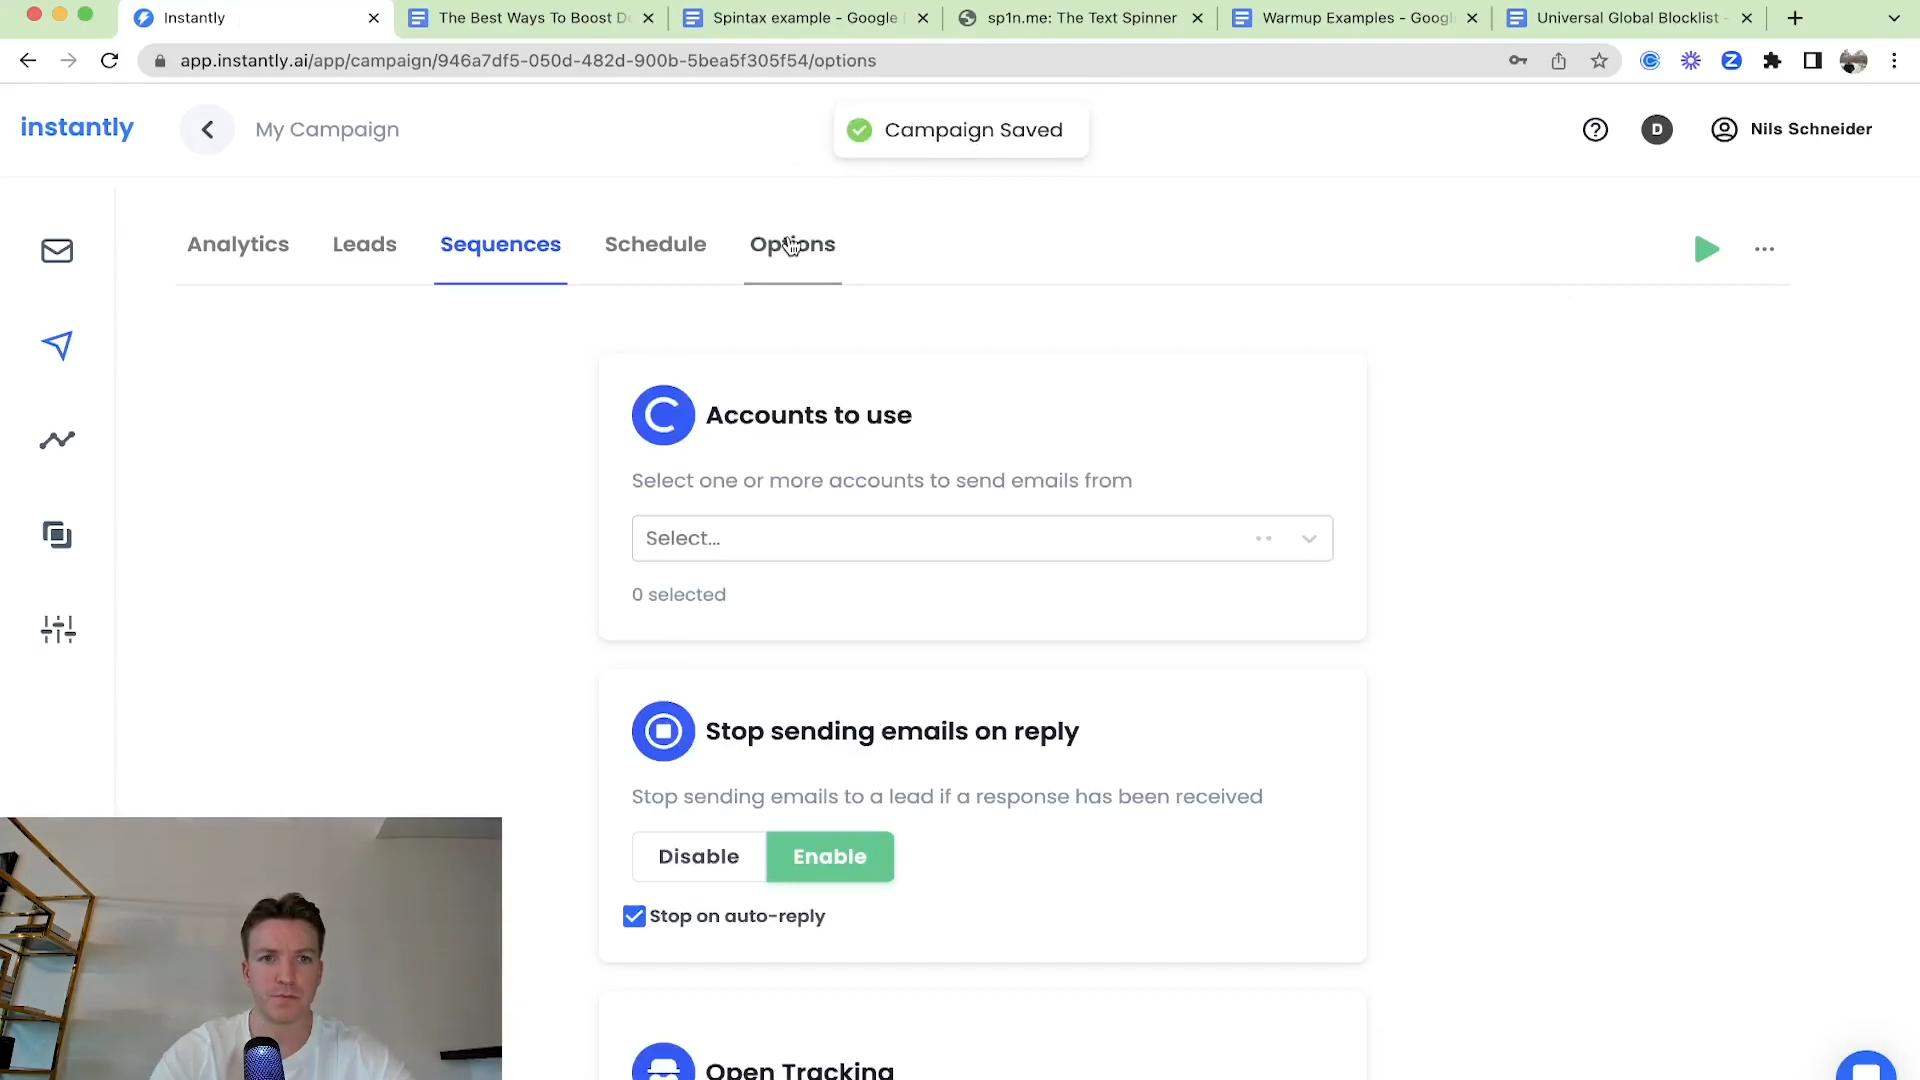 Instantly
The Best Ways To Boost De
Spintax example - Google
sp1n.me: The Text Spinner
Warmup Examples - Googl
Universal Global Blocklist -
app.instantly.ai/app/campaign/946a7df5-050d-482d-900b-5bea5f305f54/options
instantly
My Campaign
Campaign Saved
D
Nils Schneider
Analytics
Leads
Sequences
Schedule
Options
Accounts to use
Select one or more accounts to send emails from
Select...
0 selected
Stop sending emails on reply
Stop sending emails to a lead if a response has been received
Disable
Enable
Stop on auto-reply
Open Tracking